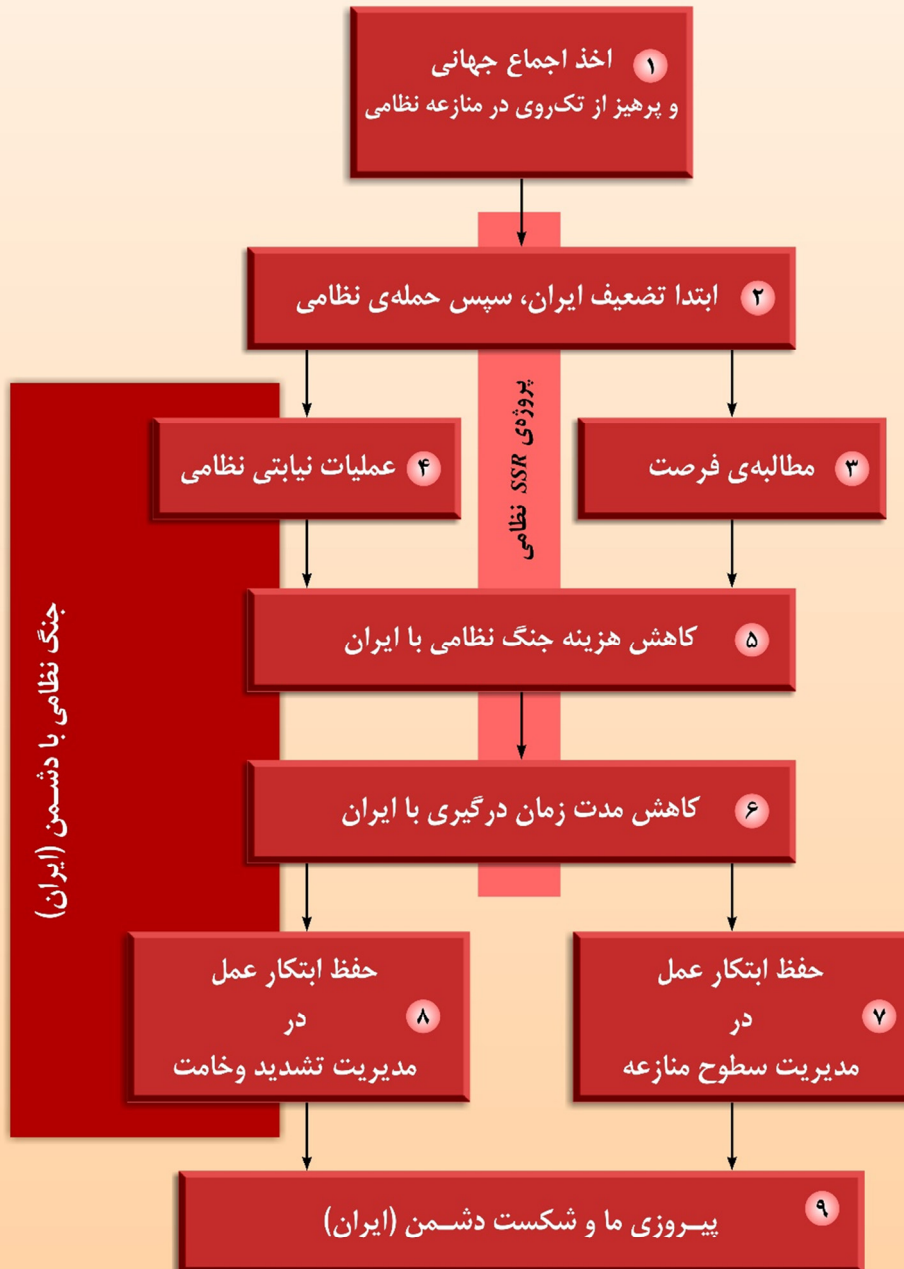 ۱ اخذ اجماع جهانی
و پرهیز از تک‌روی در منازعه نظامی
۲ ابتدا تضعیف ایران، سپس حمله‌ی نظامی
پروژه‌ی SSR نظامی
۳ مطالبه‌ی فرصت
۴ عملیات نیابتی نظامی
جنگ نظامی با دشمن (ایران)
۵ کاهش هزینه جنگ نظامی با ایران
۶ کاهش مدت زمان درگیری با ایران
حفظ ابتکار عمل
۷ در
مدیریت سطوح منازعه
حفظ ابتکار عمل
۸ در
مدیریت تشدید وخامت
۹ پیروزی ما و شکست دشمن (ایران)